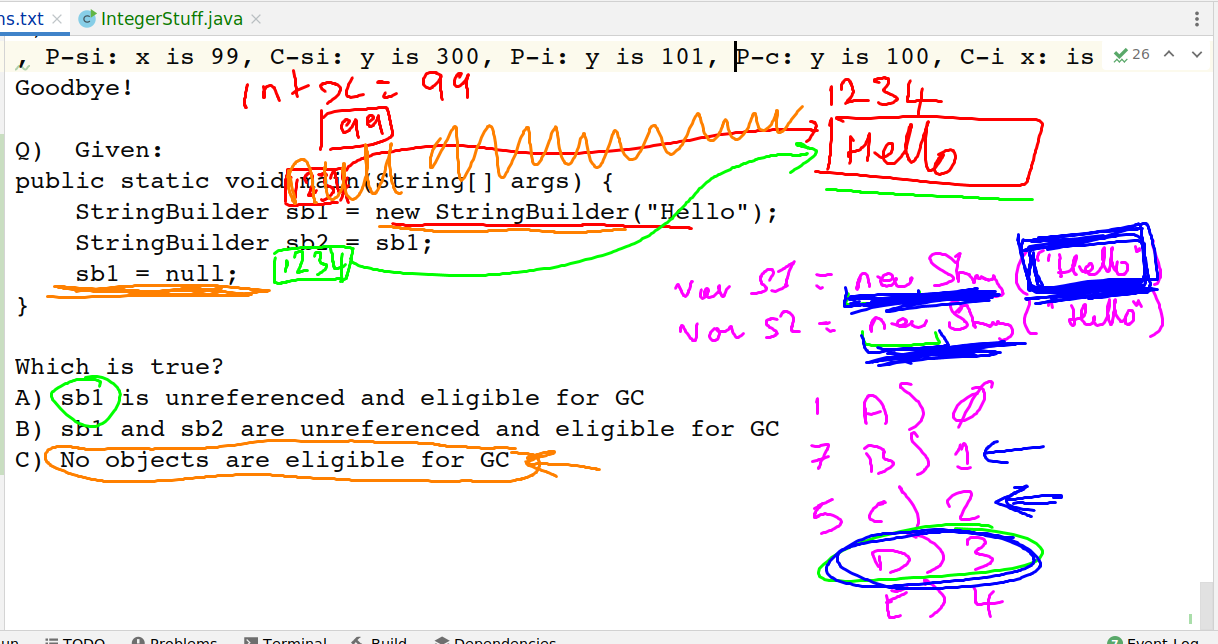 ns.txt × IntegerStuff.java ×
, P-si: x is 99, C-si: y is 300, P-i: y is 101, P-c: y is 100, C-i x: is
26
Goodbye!
int x = 99
99
1234
Hello
Q) Given:
public static void main(String[] args) {
1234
StringBuilder sb1 = new StringBuilder("Hello");
StringBuilder sb2 = sb1;
1234
sb1 = null;
}
var s1 = new String ("Hello"
var s2 = new String ("Hello")
Which is true?
A) sb1 is unreferenced and eligible for GC
B) sb1 and sb2 are unreferenced and eligible for GC
C) No objects are eligible for GC
1 A) 0
7 B) 1
5 C) 2
D) 3
E) 4
un TODO Problems Terminal Build Dependencies 7 Event Log